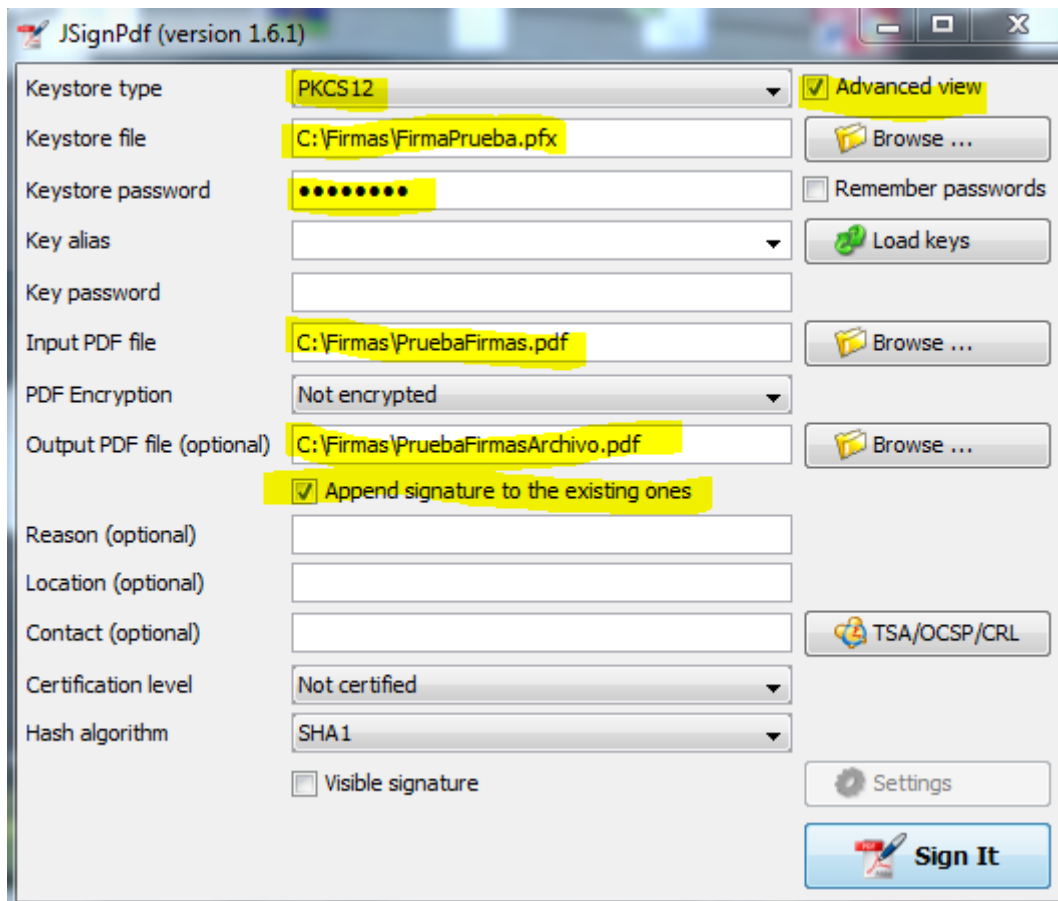 JSignPdf (version 1.6.1)
Keystore type PKCS12 Advanced view
Keystore file C:\Firmas\FirmaPrueba.pfx Browse ...
Keystore password •••••••• Remember passwords
Key alias Load keys
Key password
Input PDF file C:\Firmas\PruebaFirmas.pdf Browse ...
PDF Encryption Not encrypted
Output PDF file (optional) C:\Firmas\PruebaFirmasArchivo.pdf Browse ...
Append signature to the existing ones
Reason (optional)
Location (optional)
Contact (optional) TSA/OCSP/CRL
Certification level Not certified
Hash algorithm SHA1
Visible signature Settings
Sign It